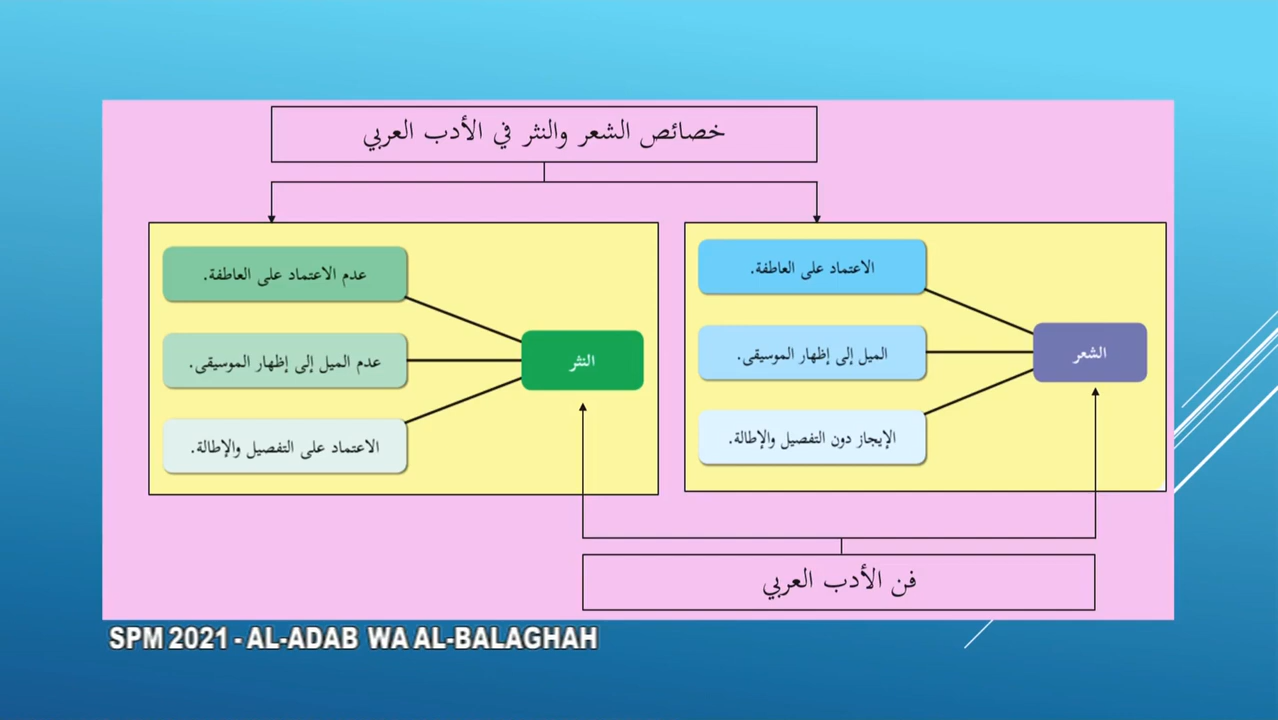 خصائص الشعر والنثر في الأدب العربي
الشعر
الاعتماد على العاطفة.
الميل إلى إظهار الموسيقى.
الإيجاز دون التفصيل والإطالة.
النثر
عدم الاعتماد على العاطفة.
عدم الميل إلى إظهار الموسيقى.
الاعتماد على التفصيل والإطالة.
فن الأدب العربي
SPM 2021 - AL-ADAB WA AL-BALAGHAH